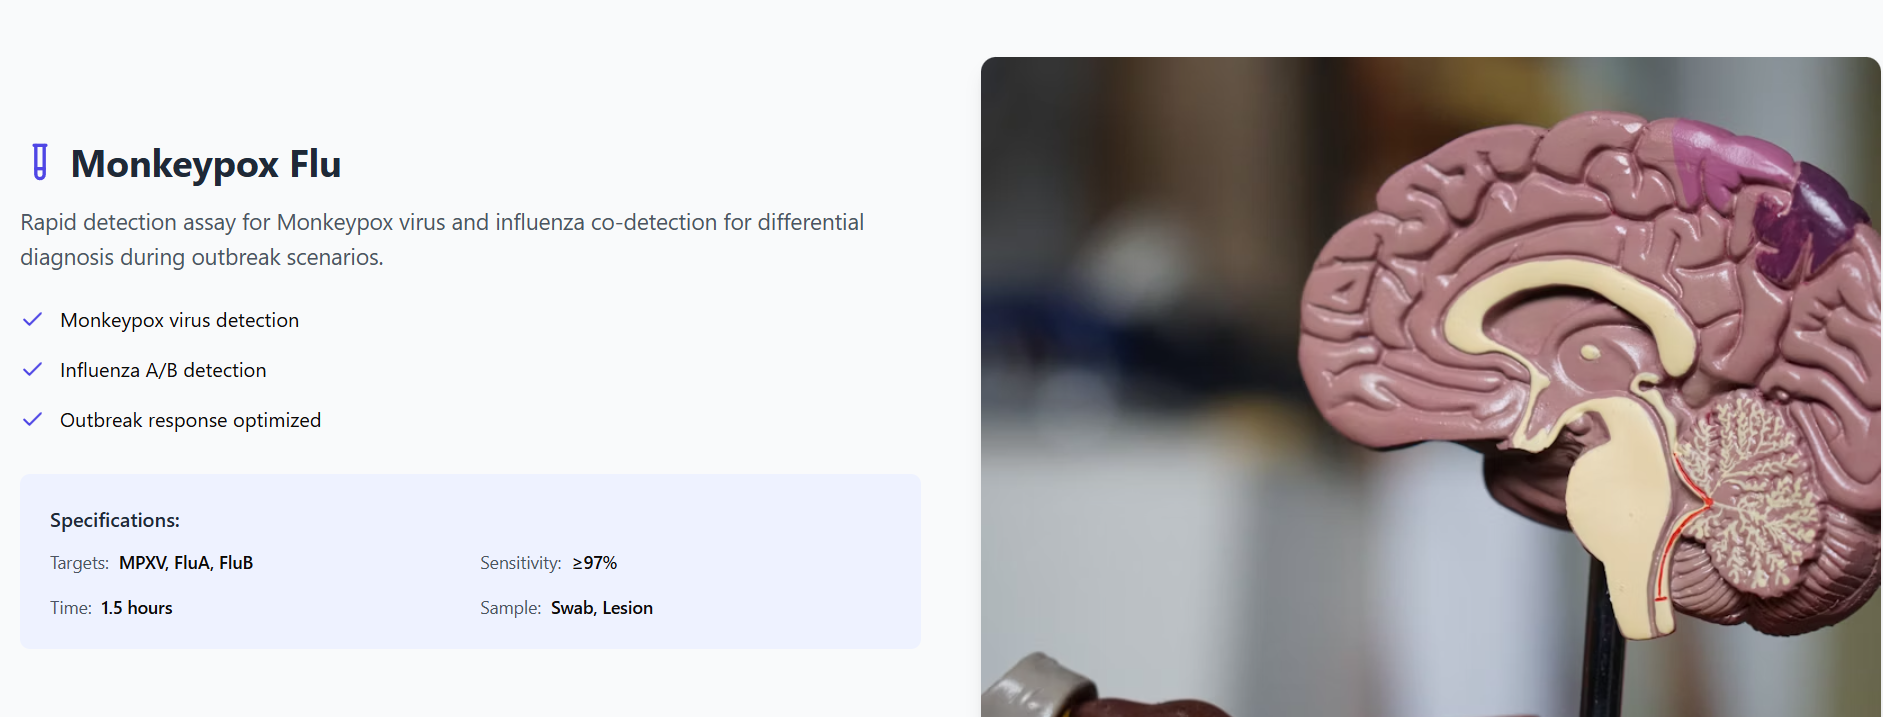 Monkeypox Flu
Rapid detection assay for Monkeypox virus and influenza co-detection for differential
diagnosis during outbreak scenarios.
Monkeypox virus detection
Influenza A/B detection
Outbreak response optimized
Specifications:
Targets: MPXV, FluA, FluB
Sensitivity: ≥97%
Time: 1.5 hours
Sample: Swab, Lesion